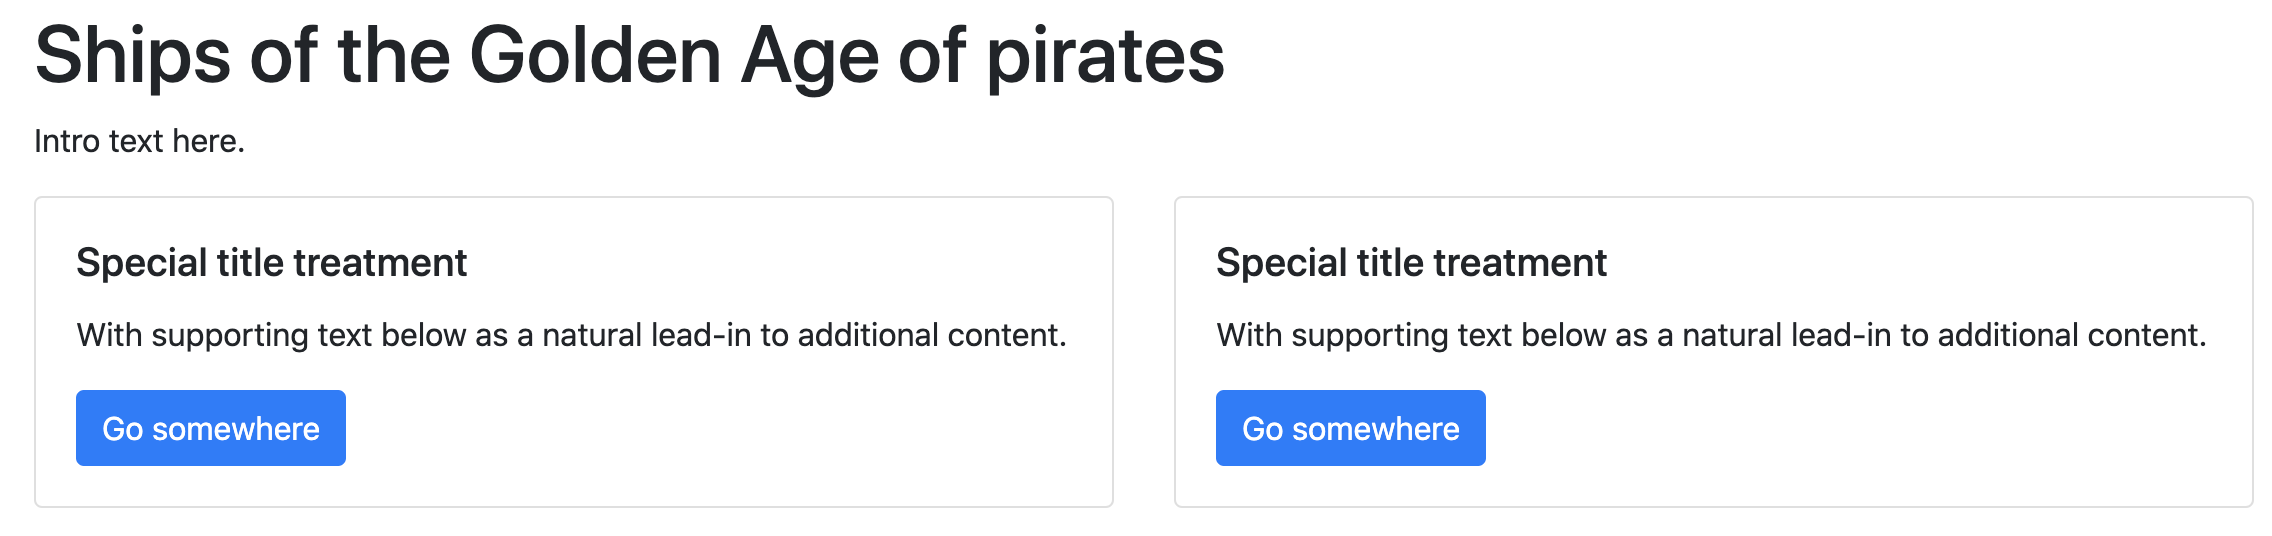 Ships of the Golden Age of pirates
Intro text here.
Special title treatment
With supporting text below as a natural lead-in to additional content.
Go somewhere
Special title treatment
With supporting text below as a natural lead-in to additional content.
Go somewhere